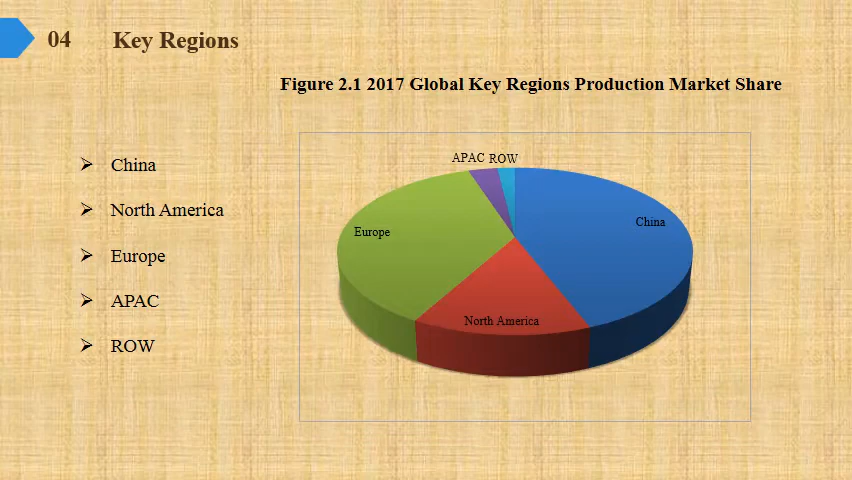 04 Key Regions
Figure 2.1 2017 Global Key Regions Production Market Share
China
North America
Europe
APAC
ROW
APAC ROW
China
Europe
North America